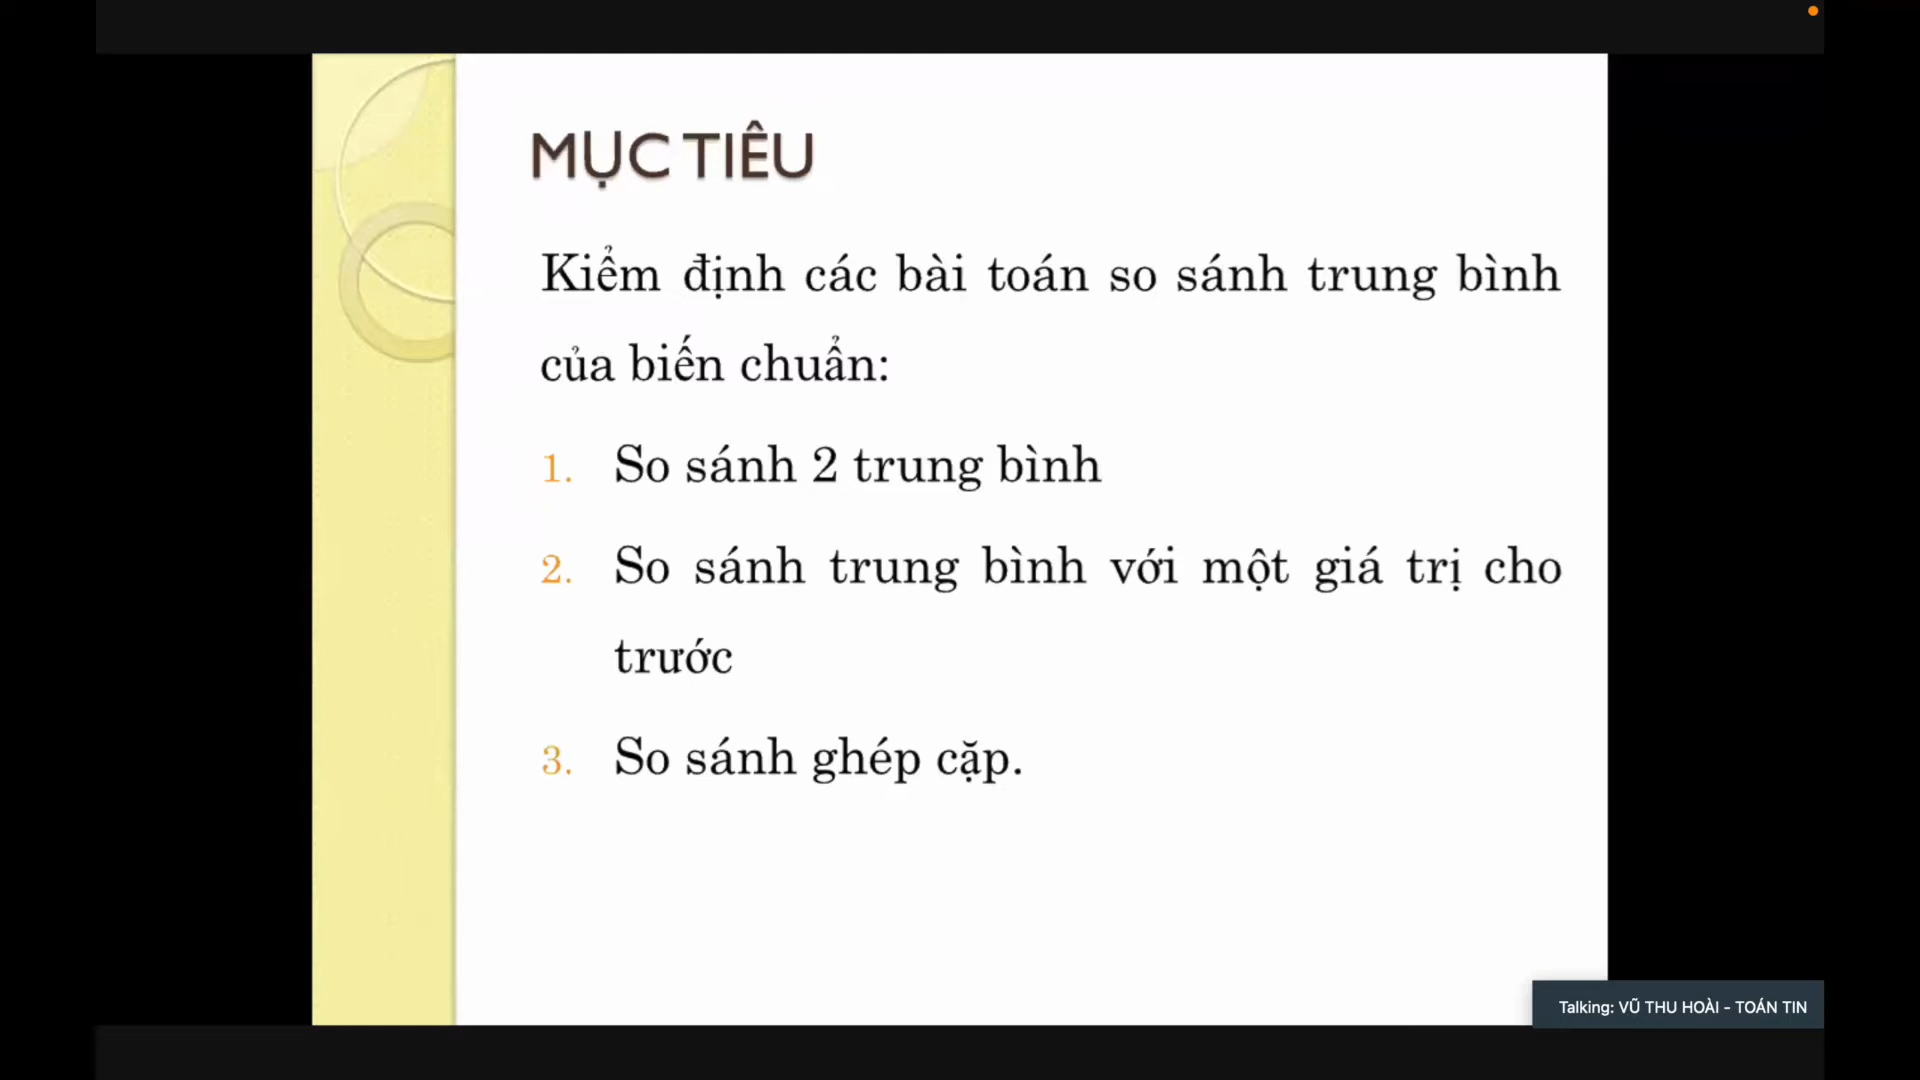 MỤC TIÊU
Kiểm định các bài toán so sánh trung bình
của biến chuẩn:
1. So sánh 2 trung bình
2. So sánh trung bình với một giá trị cho
trước
3. So sánh ghép cặp.
Talking: VŨ THU HOÀI - TOÁN TIN